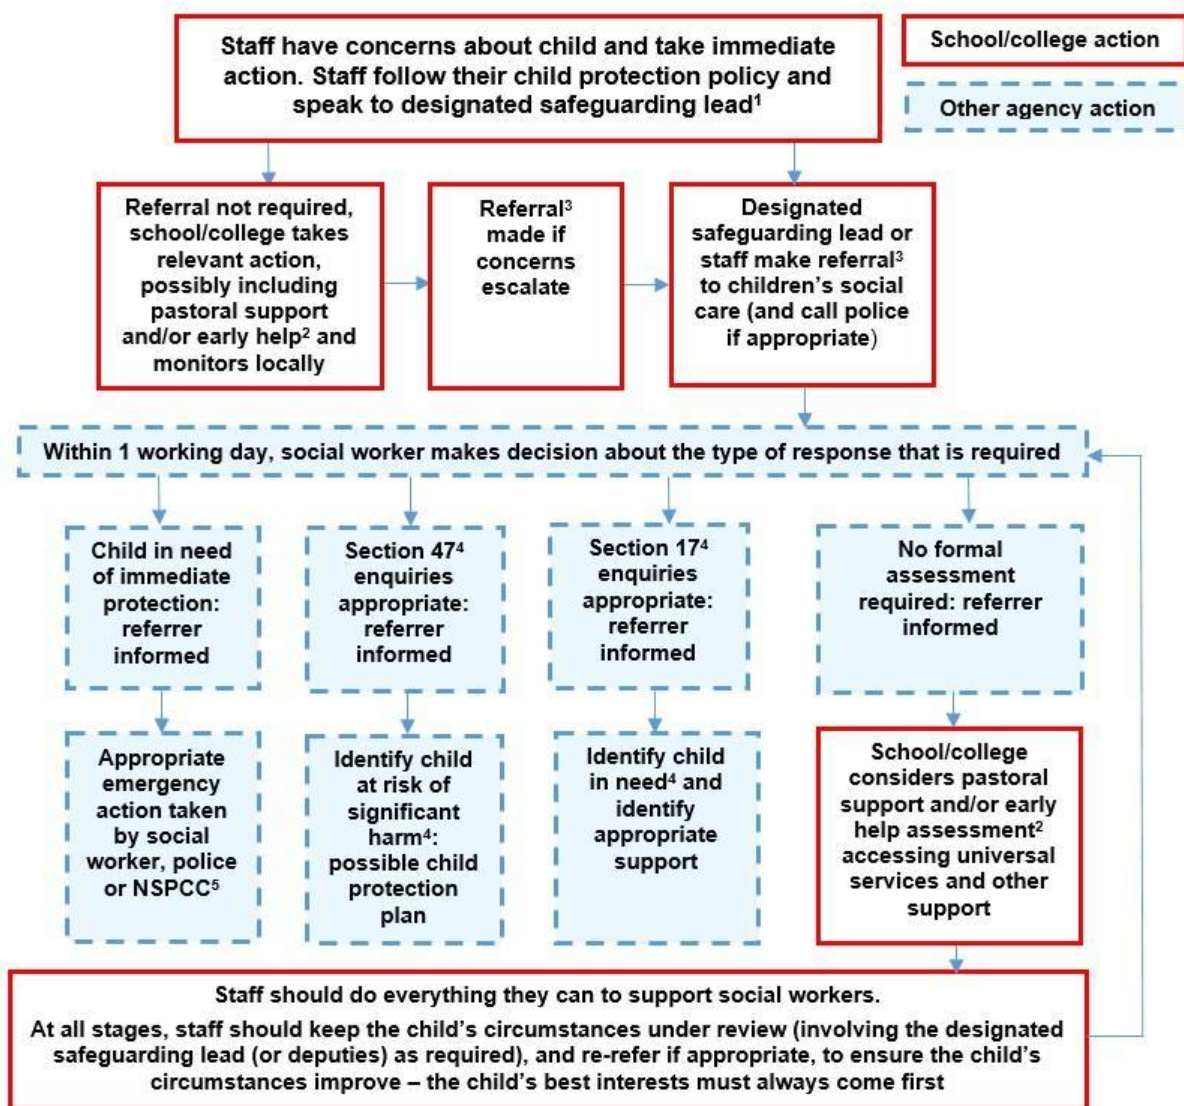 Staff have concerns about child and take immediate
action. Staff follow their child protection policy and
speak to designated safeguarding lead¹
School/college action
Other agency action
Referral not required,
school/college takes
relevant action,
possibly including
pastoral support
and/or early help² and
monitors locally
Referral³
made if
concerns
escalate
Designated
safeguarding lead or
staff make referral³
to children’s social
care (and call police
if appropriate)
Within 1 working day, social worker makes decision about the type of response that is required
Child in need
of immediate
protection:
referrer
informed
Section 47⁴
enquiries
appropriate:
referrer
informed
Section 17⁴
enquiries
appropriate:
referrer
informed
No formal
assessment
required: referrer
informed
Appropriate
emergency
action taken
by social
worker, police
or NSPCC⁵
Identify child
at risk of
significant
harm⁴:
possible child
protection
plan
Identify child
in need⁴ and
identify
appropriate
support
School/college
considers pastoral
support and/or early
help assessment²
accessing universal
services and other
support
Staff should do everything they can to support social workers.
At all stages, staff should keep the child’s circumstances under review (involving the designated
safeguarding lead (or deputies) as required), and re-refer if appropriate, to ensure the child’s
circumstances improve – the child’s best interests must always come first